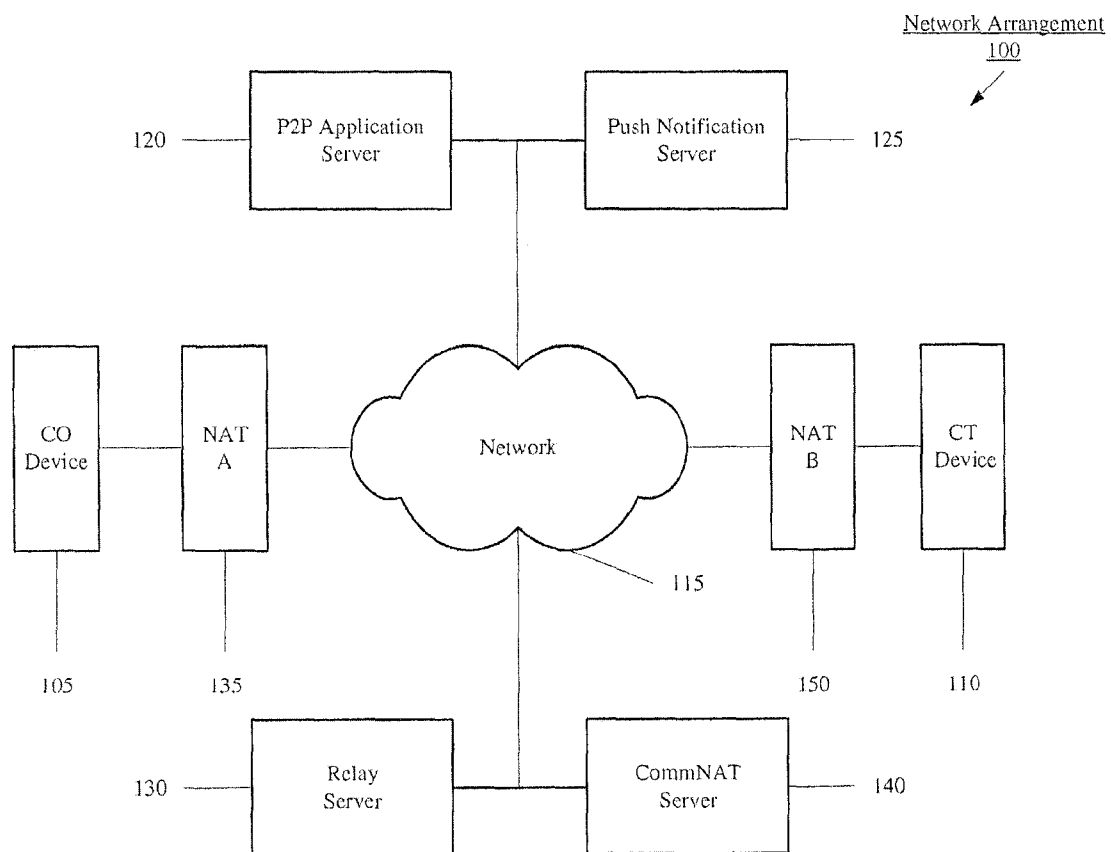 Network Arrangement
100
120
P2P Application
Server
Push Notification
Server
125
CO
Device
NAT
A
Network
NAT
B
CT
Device
115
105
135
150
110
130
Relay
Server
CommNAT
Server
140